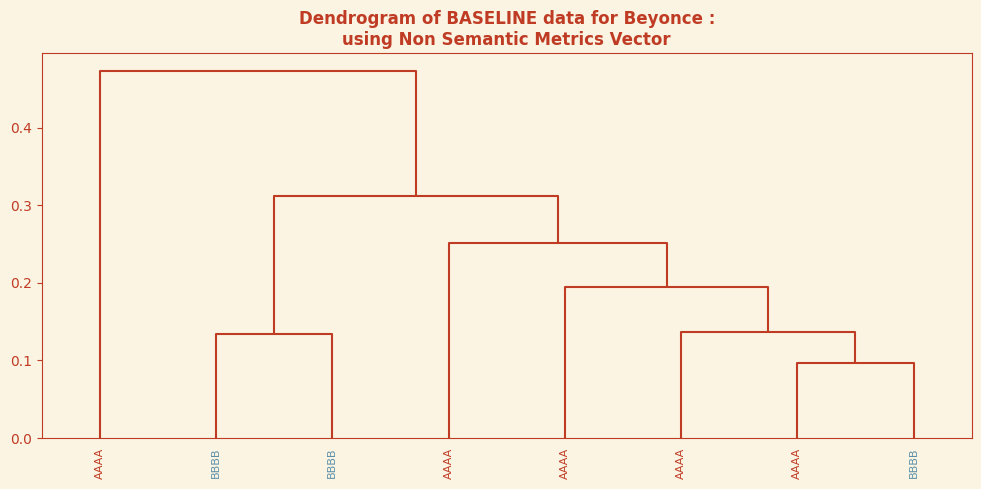 Dendrogram of BASELINE data for Beyonce :
using Non Semantic Metrics Vector
0.4
0.3
0.2
0.1
0.0
AAAA
BBBB
BBBB
AAAA
AAAA
AAAA
AAAA
BBBB